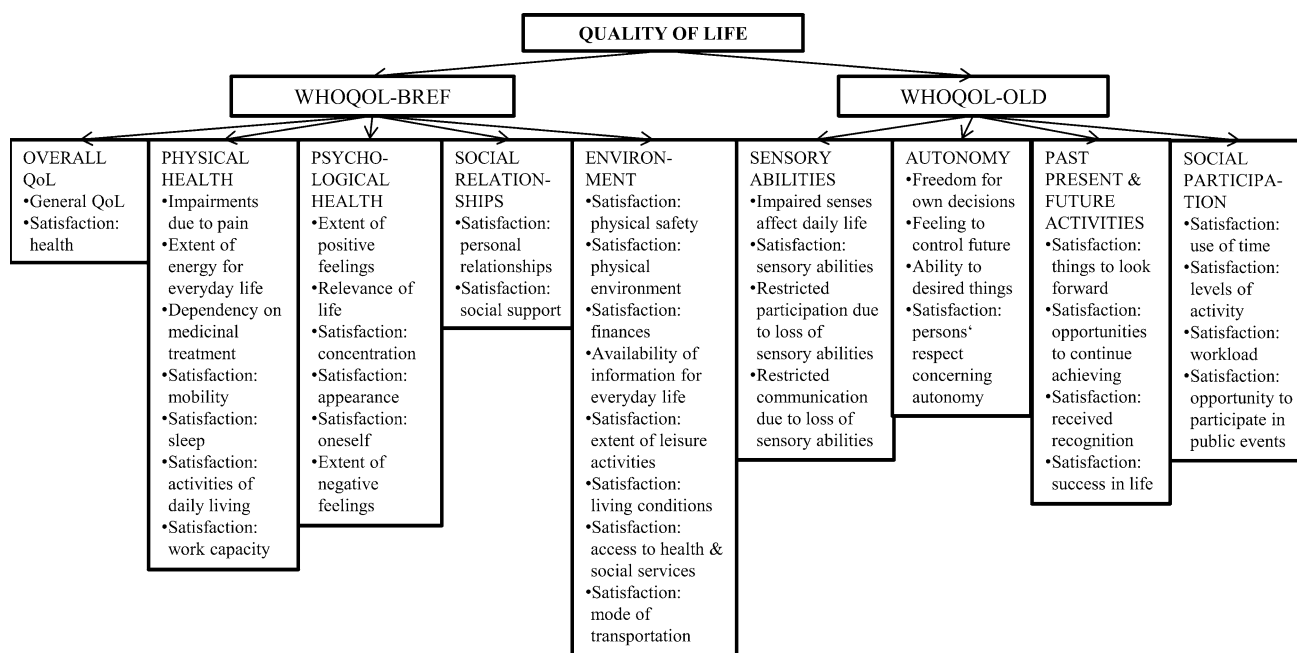 QUALITY OF LIFE
WHOQOL-BREF
WHOQOL-OLD
OVERALL
QoL
•General QoL
•Satisfaction:
health
PHYSICAL
HEALTH
•Impairments
due to pain
•Extent of
energy for
everyday life
•Dependency on
medicinal
treatment
•Satisfaction:
mobility
•Satisfaction:
sleep
•Satisfaction:
activities of
daily living
•Satisfaction:
work capacity
PSYCHO-
LOGICAL
HEALTH
•Extent of
positive
feelings
•Relevance of
life
•Satisfaction:
concentration
•Satisfaction:
appearance
•Satisfaction:
oneself
•Extent of
negative
feelings
SOCIAL
RELATION-
SHIPS
•Satisfaction:
personal
relationships
•Satisfaction:
social support
ENVIRON-
MENT
•Satisfaction:
physical safety
•Satisfaction:
physical
environment
•Satisfaction:
finances
•Availability of
information for
everyday life
•Satisfaction:
extent of leisure
activities
•Satisfaction:
living conditions
•Satisfaction:
access to health &
social services
•Satisfaction:
mode of
transportation
SENSORY
ABILITIES
•Impaired senses
affect daily life
•Satisfaction:
sensory abilities
•Restricted
participation due
to loss of
sensory abilities
•Restricted
communication
due to loss of
sensory abilities
AUTONOMY
•Freedom for
own decisions
•Feeling to
control future
•Ability to
desired things
•Satisfaction:
persons‘
respect
concerning
autonomy
PAST
PRESENT &
FUTURE
ACTIVITIES
•Satisfaction:
things to look
forward
•Satisfaction:
opportunities
to continue
achieving
•Satisfaction:
received
recognition
•Satisfaction:
success in life
SOCIAL
PARTICIPA-
TION
•Satisfaction:
use of time
•Satisfaction:
levels of
activity
•Satisfaction:
workload
•Satisfaction:
opportunity to
participate in
public events